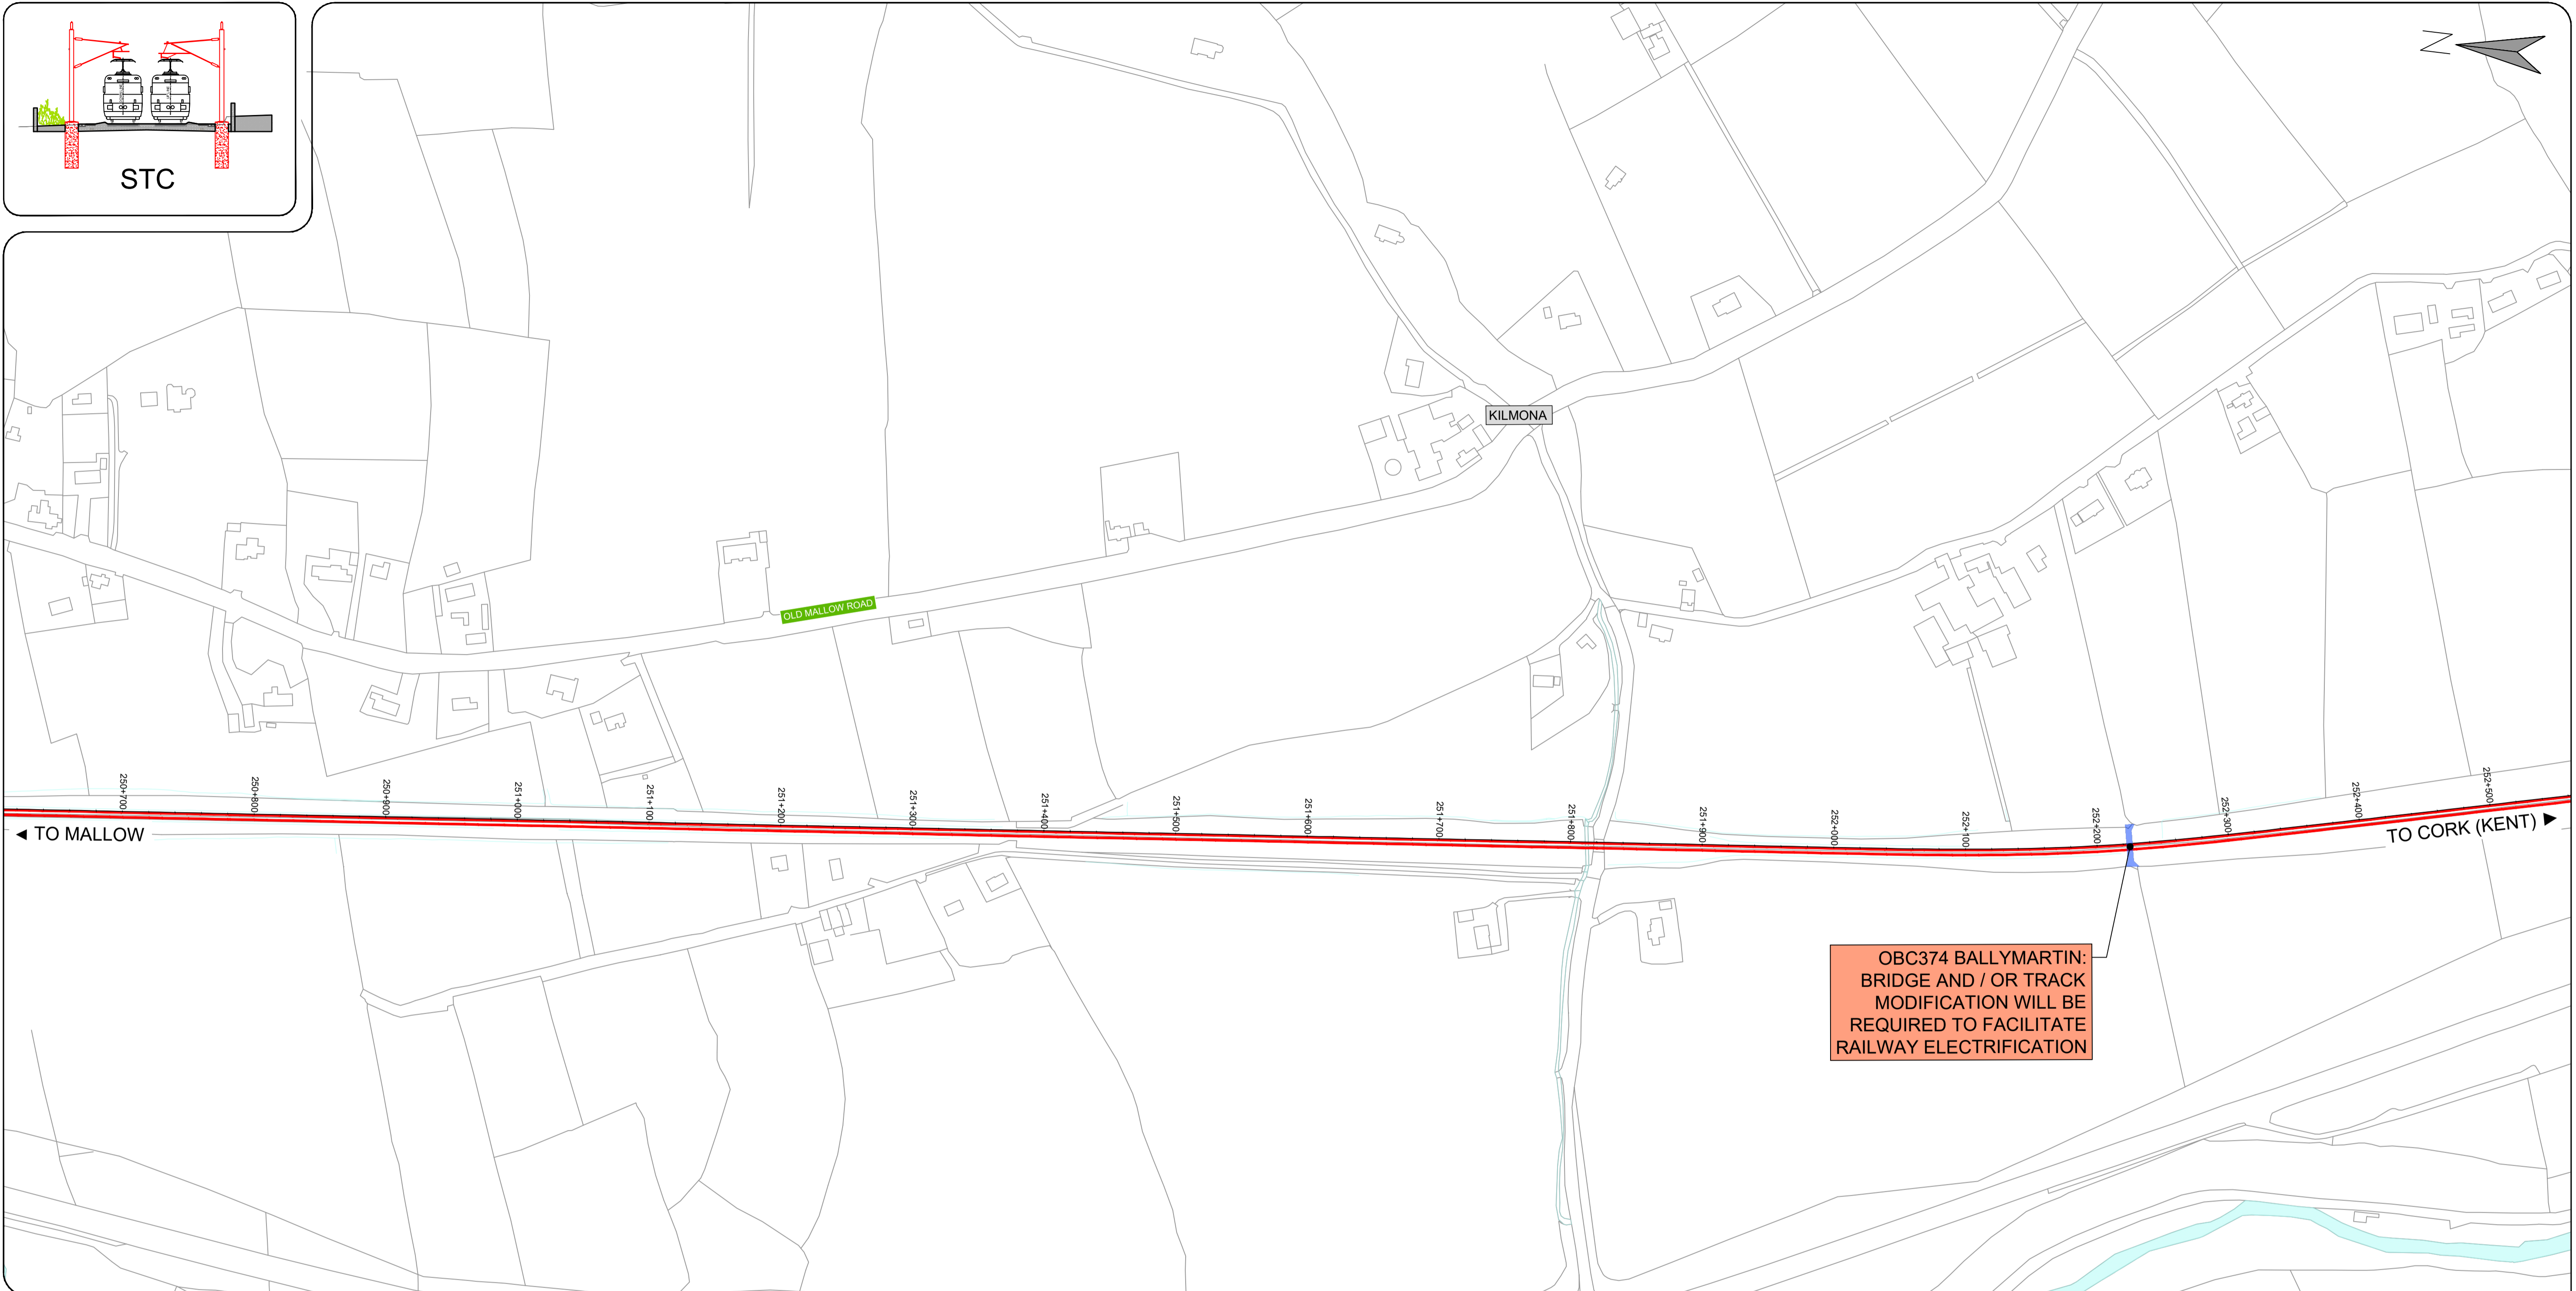 STC
Z
KILMONA
OLD MALLOW ROAD
250+700
250+800
250+900
251+000
251+100
251+200
251+300
251+400
251+500
251+600
251+700
251+800
251+900
252+000
252+100
252+200
252+300
252+400
252+500
◄ TO MALLOW
TO CORK (KENT) ►
OBC374 BALLYMARTIN:
BRIDGE AND / OR TRACK
MODIFICATION WILL BE
REQUIRED TO FACILITATE
RAILWAY ELECTRIFICATION